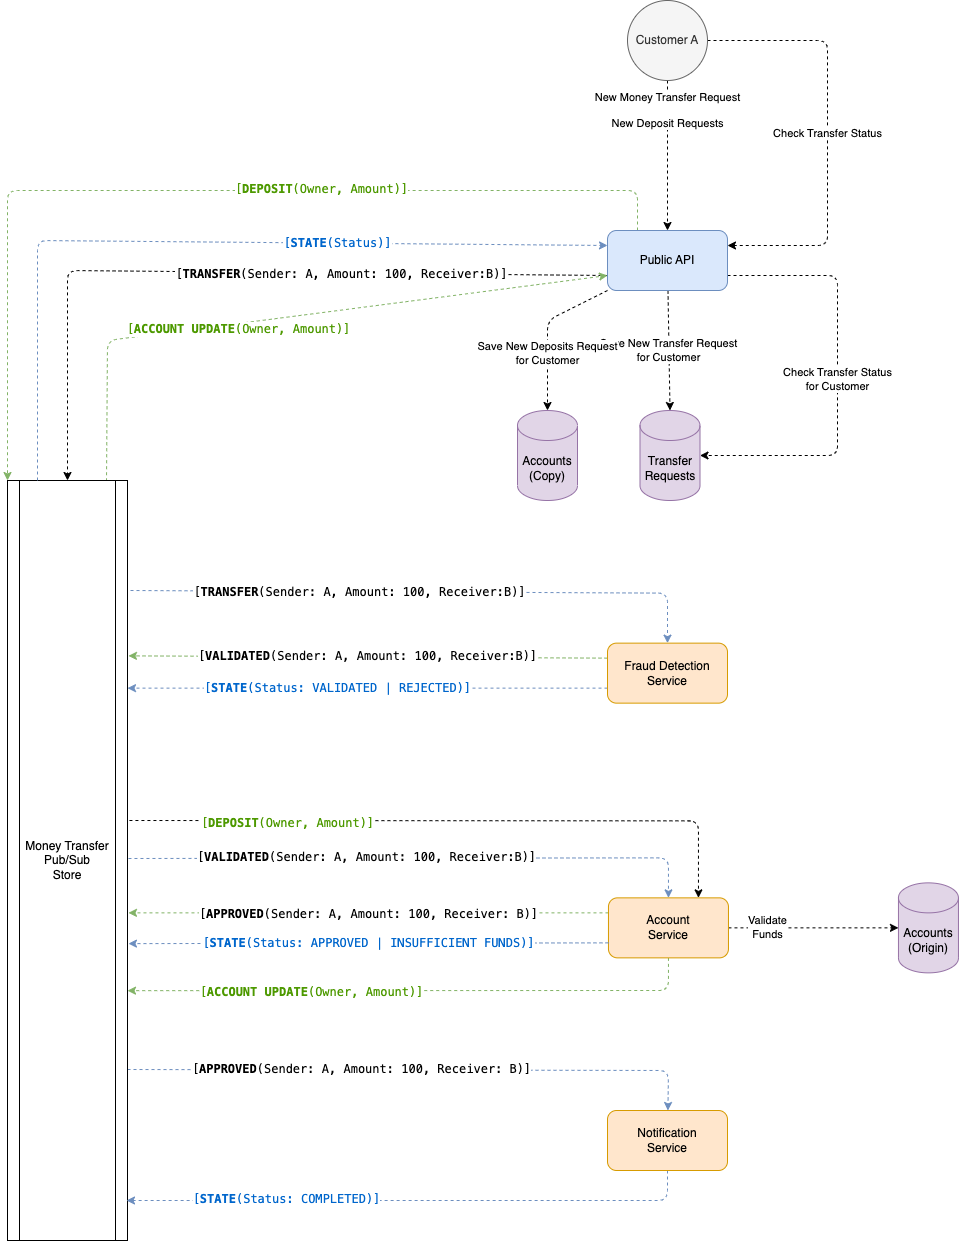 Customer A
New Money Transfer Request
New Deposit Requests
Check Transfer Status
[DEPOSIT(Owner, Amount)]
[STATE(Status)]
Public API
[TRANSFER(Sender: A, Amount: 100, Receiver:B)]
[ACCOUNT UPDATE(Owner, Amount)]
Save New Deposits Request
for Customer
New Transfer Request
for Customer
Check Transfer Status
for Customer
Accounts
(Copy)
Transfer
Requests
[TRANSFER(Sender: A, Amount: 100, Receiver:B)]
[VALIDATED(Sender: A, Amount: 100, Receiver:B)]
Fraud Detection
Service
[STATE(Status: VALIDATED | REJECTED)]
Money Transfer
Pub/Sub
Store
[DEPOSIT(Owner, Amount)]
[VALIDATED(Sender: A, Amount: 100, Receiver:B)]
[APPROVED(Sender: A, Amount: 100, Receiver: B)]
Account
Service
Validate
Funds
Accounts
(Origin)
[STATE(Status: APPROVED | INSUFFICIENT FUNDS)]
[ACCOUNT UPDATE(Owner, Amount)]
[APPROVED(Sender: A, Amount: 100, Receiver: B)]
Notification
Service
[STATE(Status: COMPLETED)]